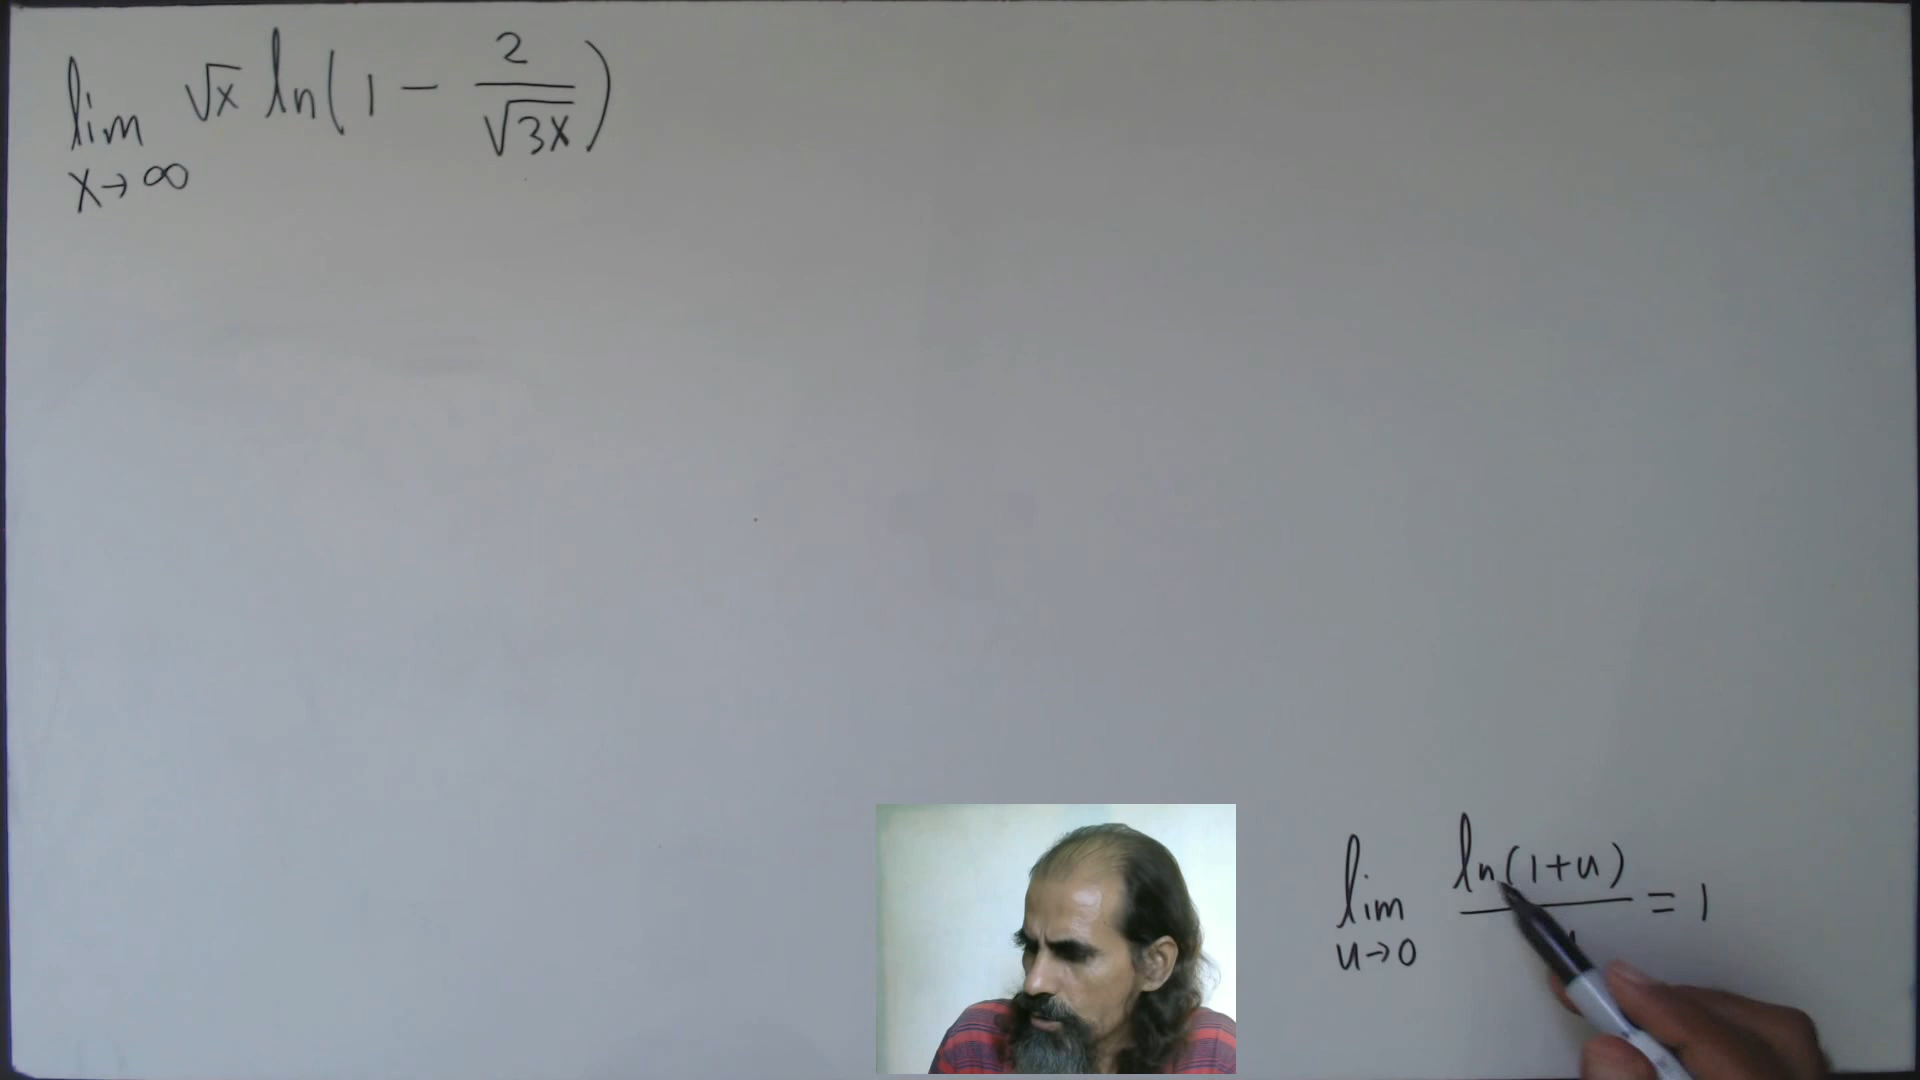 lim √x ln(1 - 2/√3x)
x→∞
lim ln(1+u)/u = 1
u→0